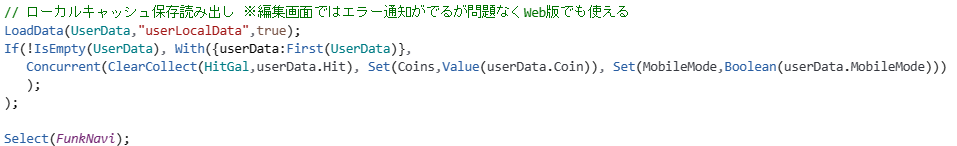 // ローカルキャッシュ保存読み出し ※編集画面ではエラー通知がでるが問題なくWeb版でも使える
LoadData(UserData,"userLocalData",true);
If(!IsEmpty(UserData), With({userData:First(UserData)},
Concurrent(ClearCollect(HitGal,userData.Hit), Set(Coins,Value(userData.Coin)), Set(MobileMode,Boolean(userData.MobileMode)))
);
);
Select(FunkNavi);